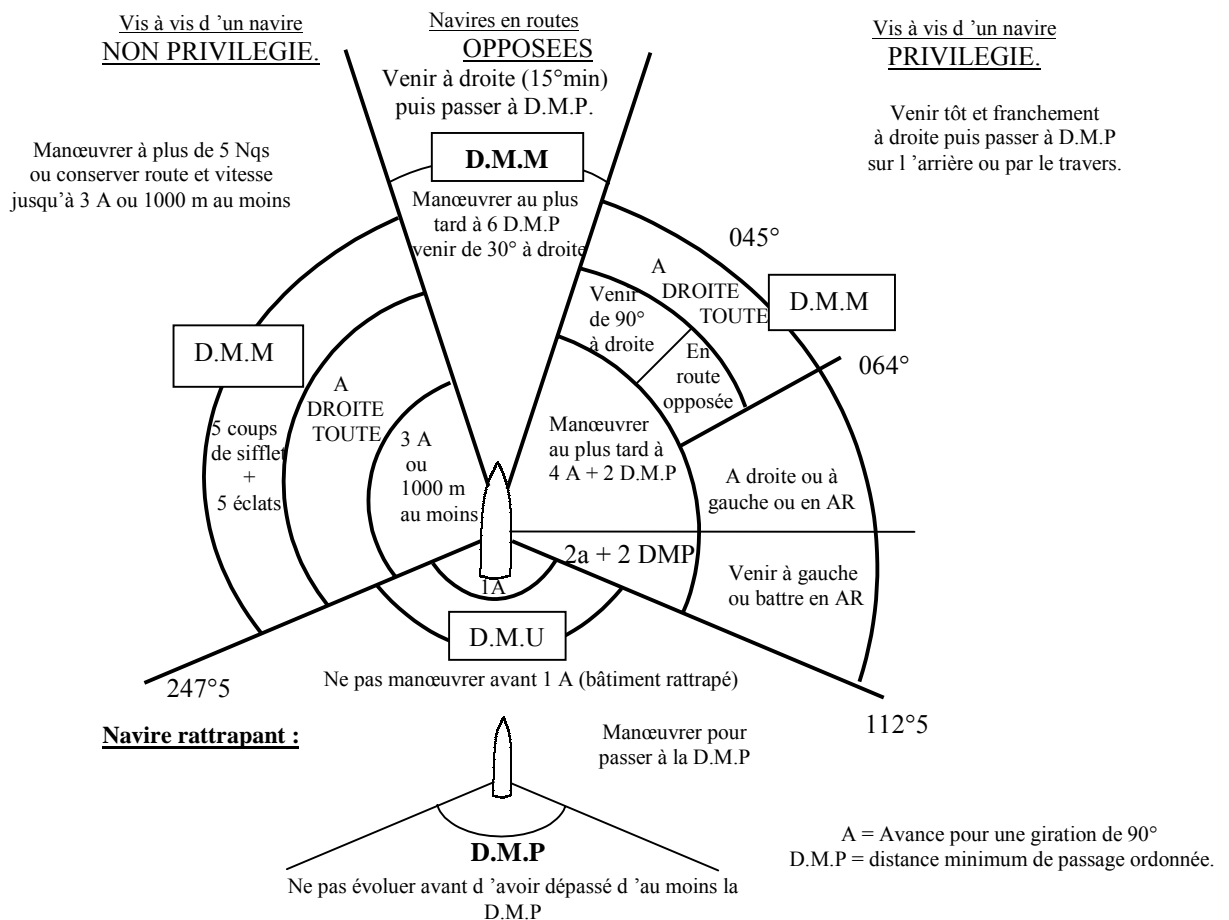 Vis à vis d 'un navire
NON PRIVILEGIE.
Navires en routes
OPPOSEES
Venir à droite (15°min)
puis passer à D.M.P.
Vis à vis d 'un navire
PRIVILEGIE.
Venir tôt et franchement
à droite puis passer à D.M.P
sur l 'arrière ou par le travers.
Manœuvrer à plus de 5 Nqs
ou conserver route et vitesse
jusqu'à 3 A ou 1000 m au moins
D.M.M
Manœuvrer au plus
tard à 6 D.M.P
venir de 30° à droite
045°
A
DROITE
TOUTE
D.M.M
Venir
de 90°
à droite
En
route
opposée
064°
D.M.M
A
DROITE
TOUTE
5 coups
de sifflet
+
5 éclats
3 A
ou
1000 m
au moins
Manœuvrer
au plus tard à
4 A + 2 D.M.P
A droite ou à
gauche ou en AR
2a + 2 DMP
Venir à gauche
ou battre en AR
1A
D.M.U
Ne pas manœuvrer avant 1 A (bâtiment rattrapé)
247°5
112°5
Navire rattrapant :
Manœuvrer pour
passer à la D.M.P
D.M.P
Ne pas évoluer avant d 'avoir dépassé d 'au moins la
D.M.P
A = Avance pour une giration de 90°
D.M.P = distance minimum de passage ordonnée.